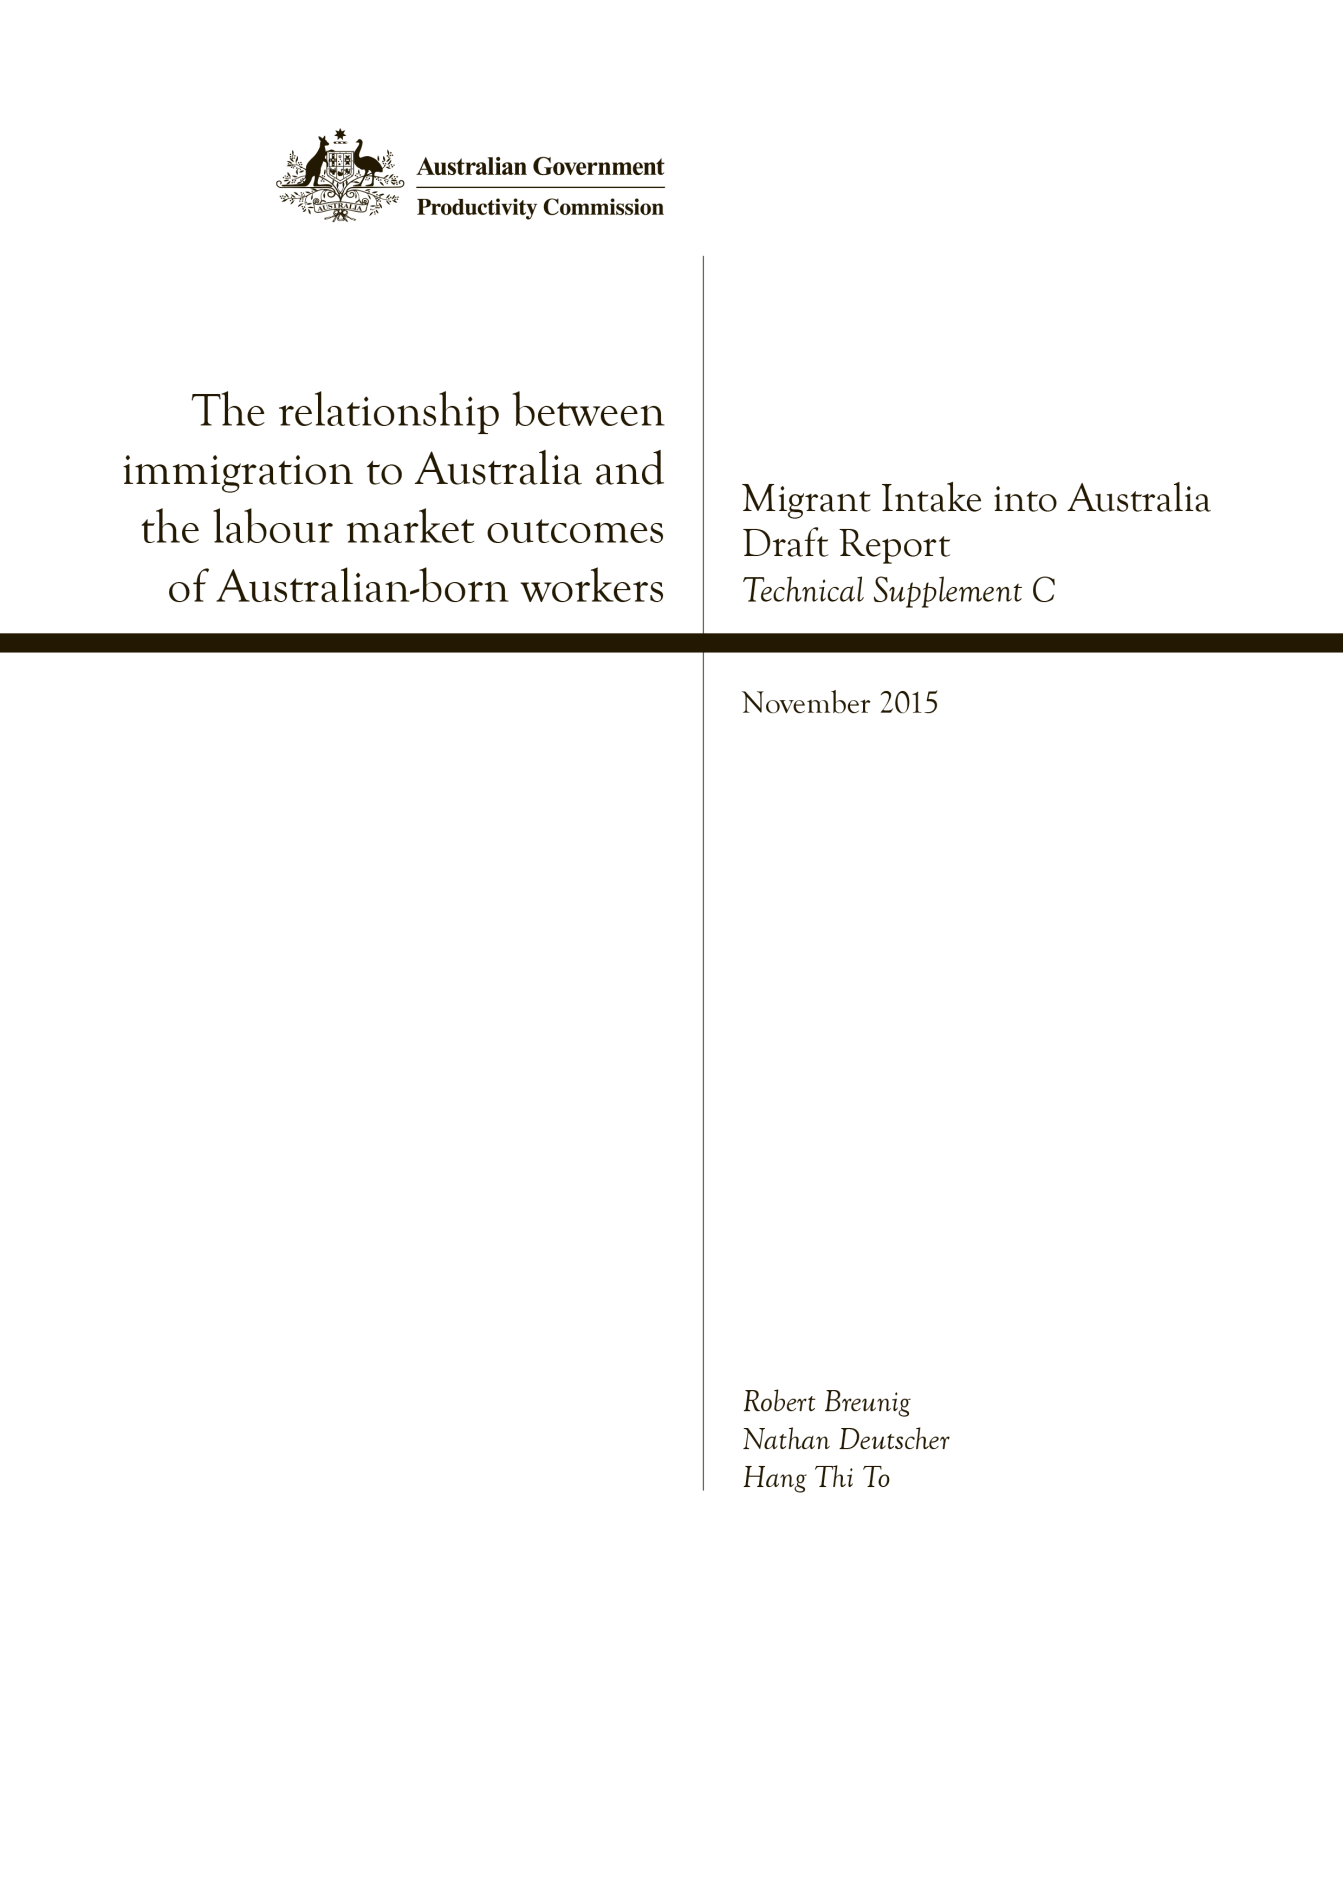 Australian Government
Productivity Commission
AUSTRALIA
The relationship between
immigration to Australia and
the labour market outcomes
of Australian-born workers
Migrant Intake into Australia
Draft Report
Technical Supplement C
November 2015
Robert Breunig
Nathan Deutscher
Hang Thi To